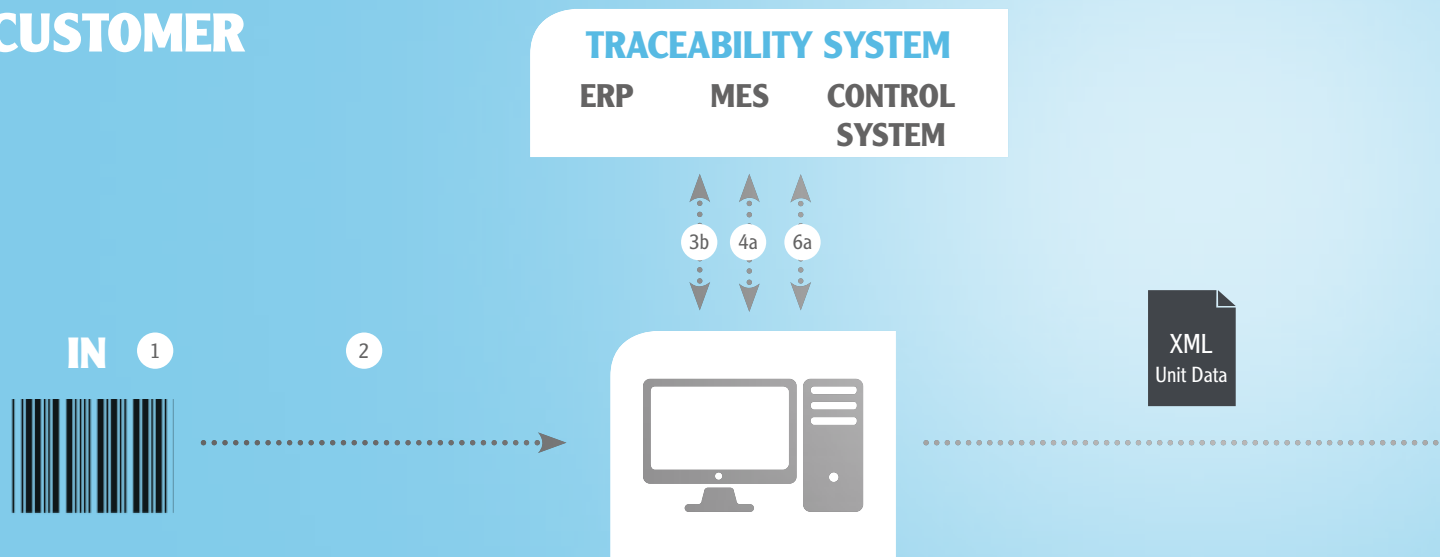 CUSTOMER
TRACEABILITY SYSTEM
ERP MES CONTROL
SYSTEM
3b 4a 6a
IN 1 2
XML
Unit Data